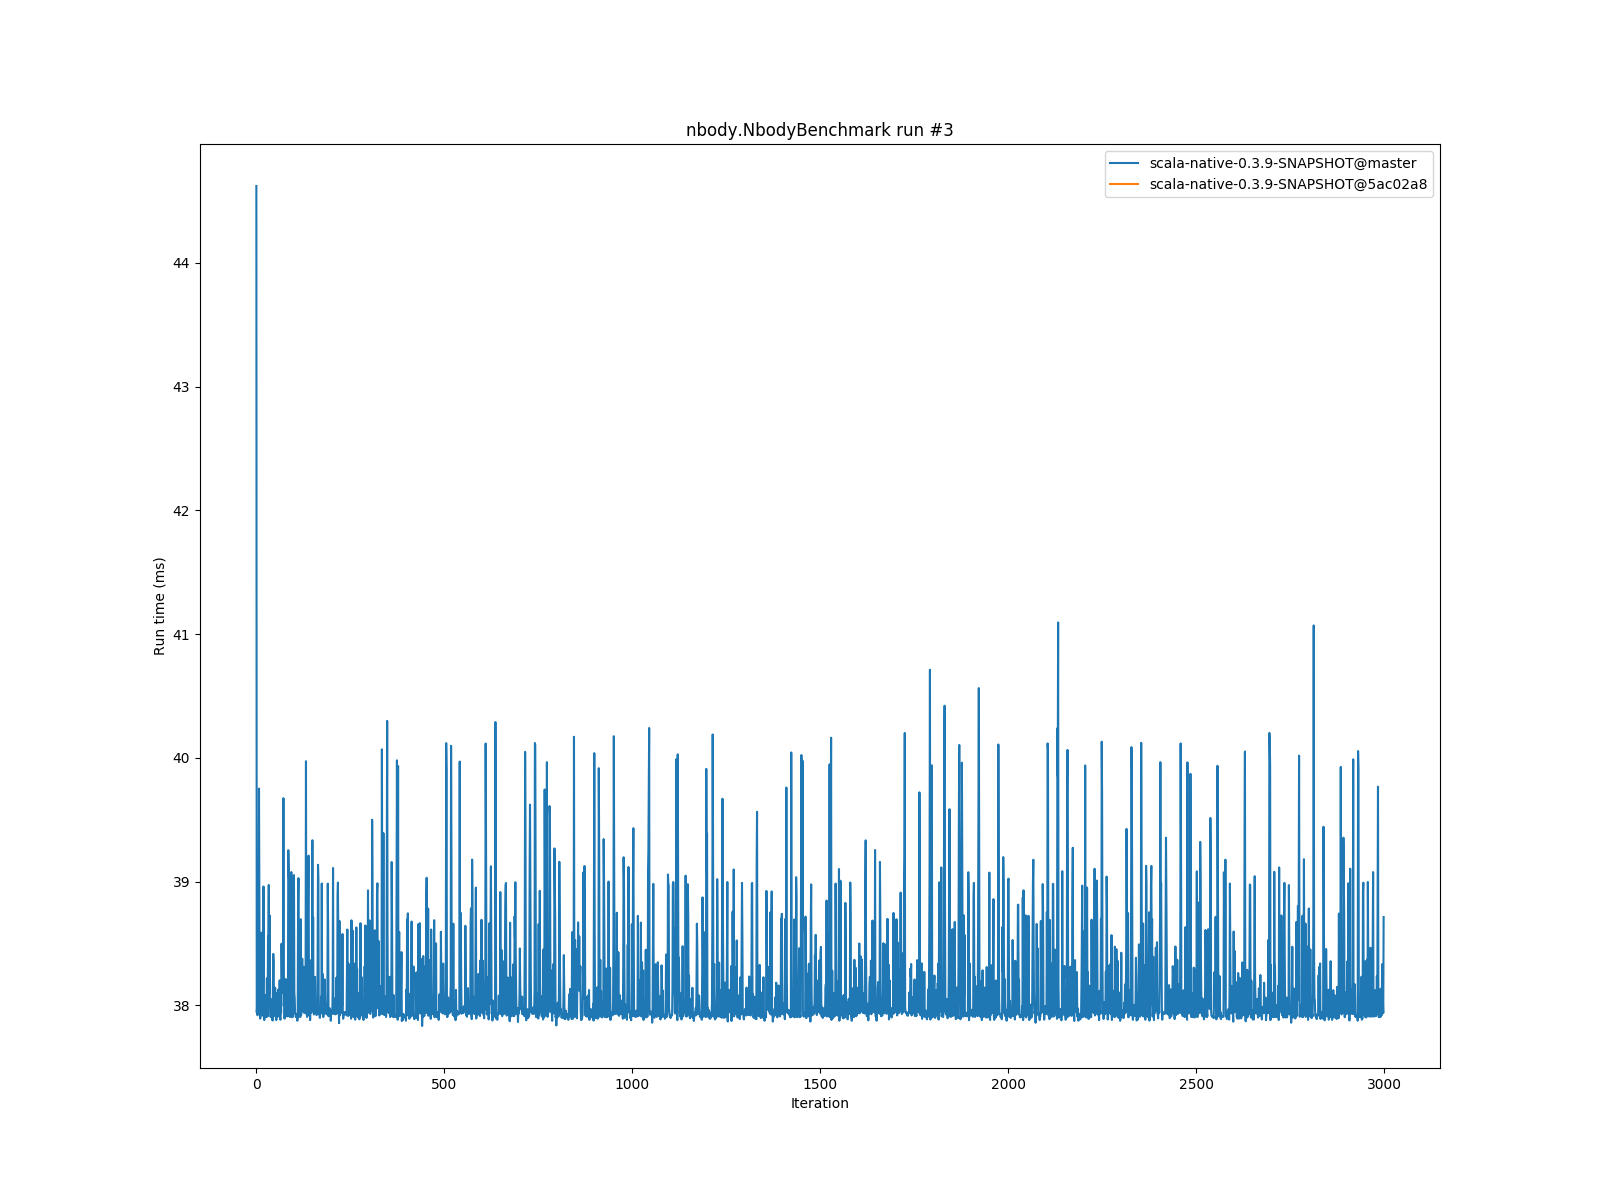 nbody.NbodyBenchmark run #3
scala-native-0.3.9-SNAPSHOT@master
scala-native-0.3.9-SNAPSHOT@5ac02a8
44
43
42
41
40
39
38
Run time (ms)
0
500
1000
1500
2000
2500
3000
Iteration